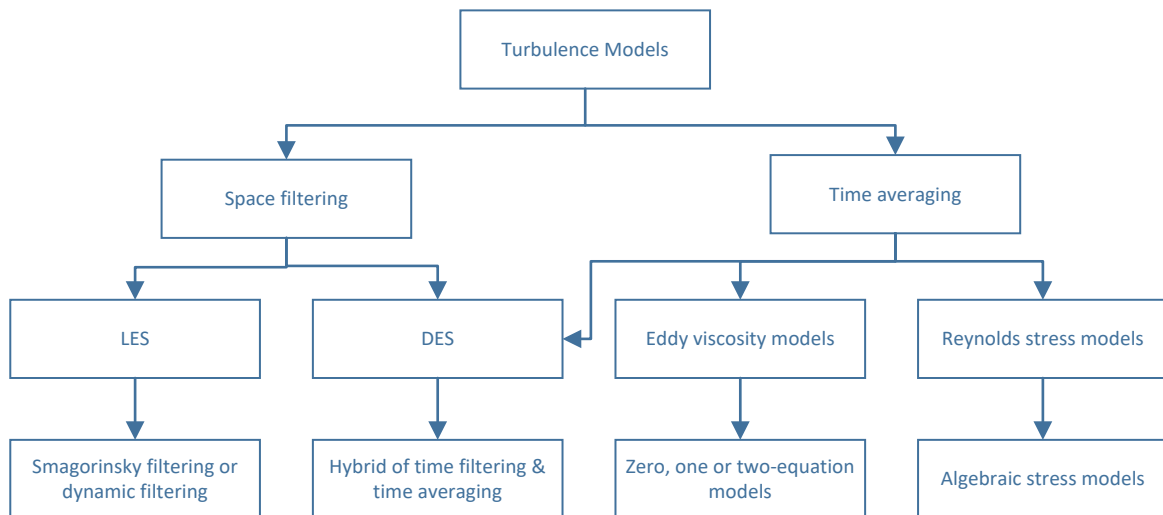 Turbulence Models
Space filtering
Time averaging
LES
DES
Eddy viscosity models
Reynolds stress models
Smagorinsky filtering or
dynamic filtering
Hybrid of time filtering &
time averaging
Zero, one or two-equation
models
Algebraic stress models